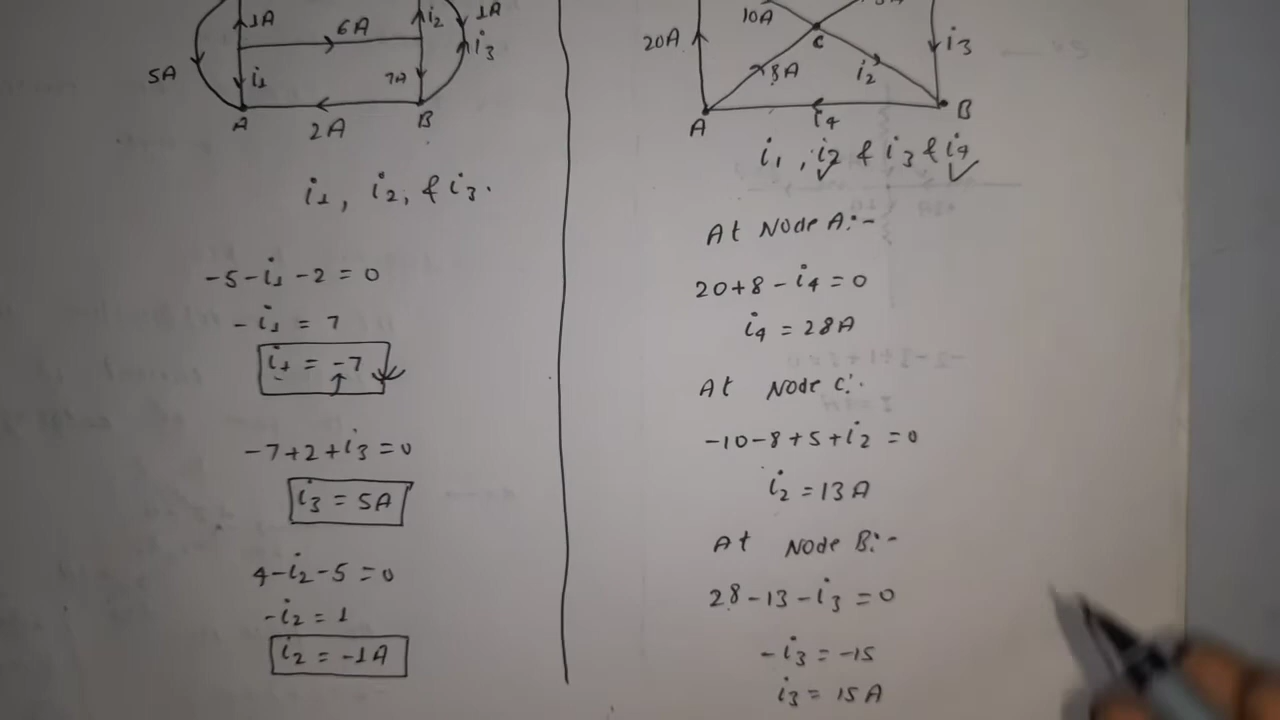 1A
6A
i2
1A
i3
5A
i1
7A
A
2A
B
i1, i2, & i3.
-5-i1-2=0
-i1=7
i1=-7
-7+2+i3=0
i3=5A
4-i2-5=0
-i2=1
i2=-1A
10A
20A
C
i3
8A
i2
A
i4
B
i1, i2 & i3 & i4
At Node A:-
20+8-i4=0
i4=28A
At Node C:-
-10-8+5+i2=0
i2=13A
At Node B:-
28-13-i3=0
-i3=-15
i3=15A